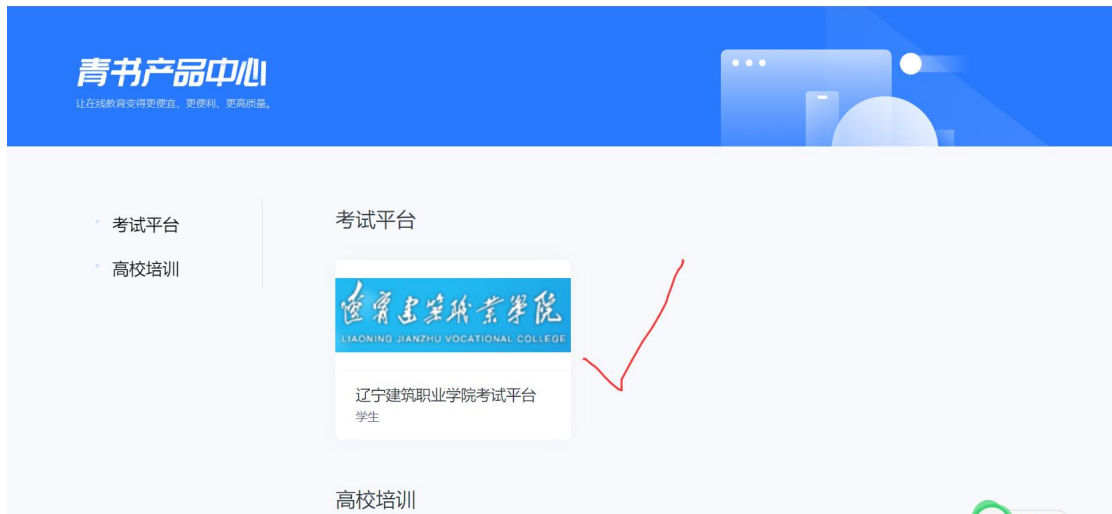 青书产品中心
让在线教育变得更便宜、更便利、更高质量。
考试平台
高校培训
考试平台
辽宁建筑职业学院
LIAONING JIANZHU VOCATIONAL COLLEGE
辽宁建筑职业学院考试平台
学生
高校培训